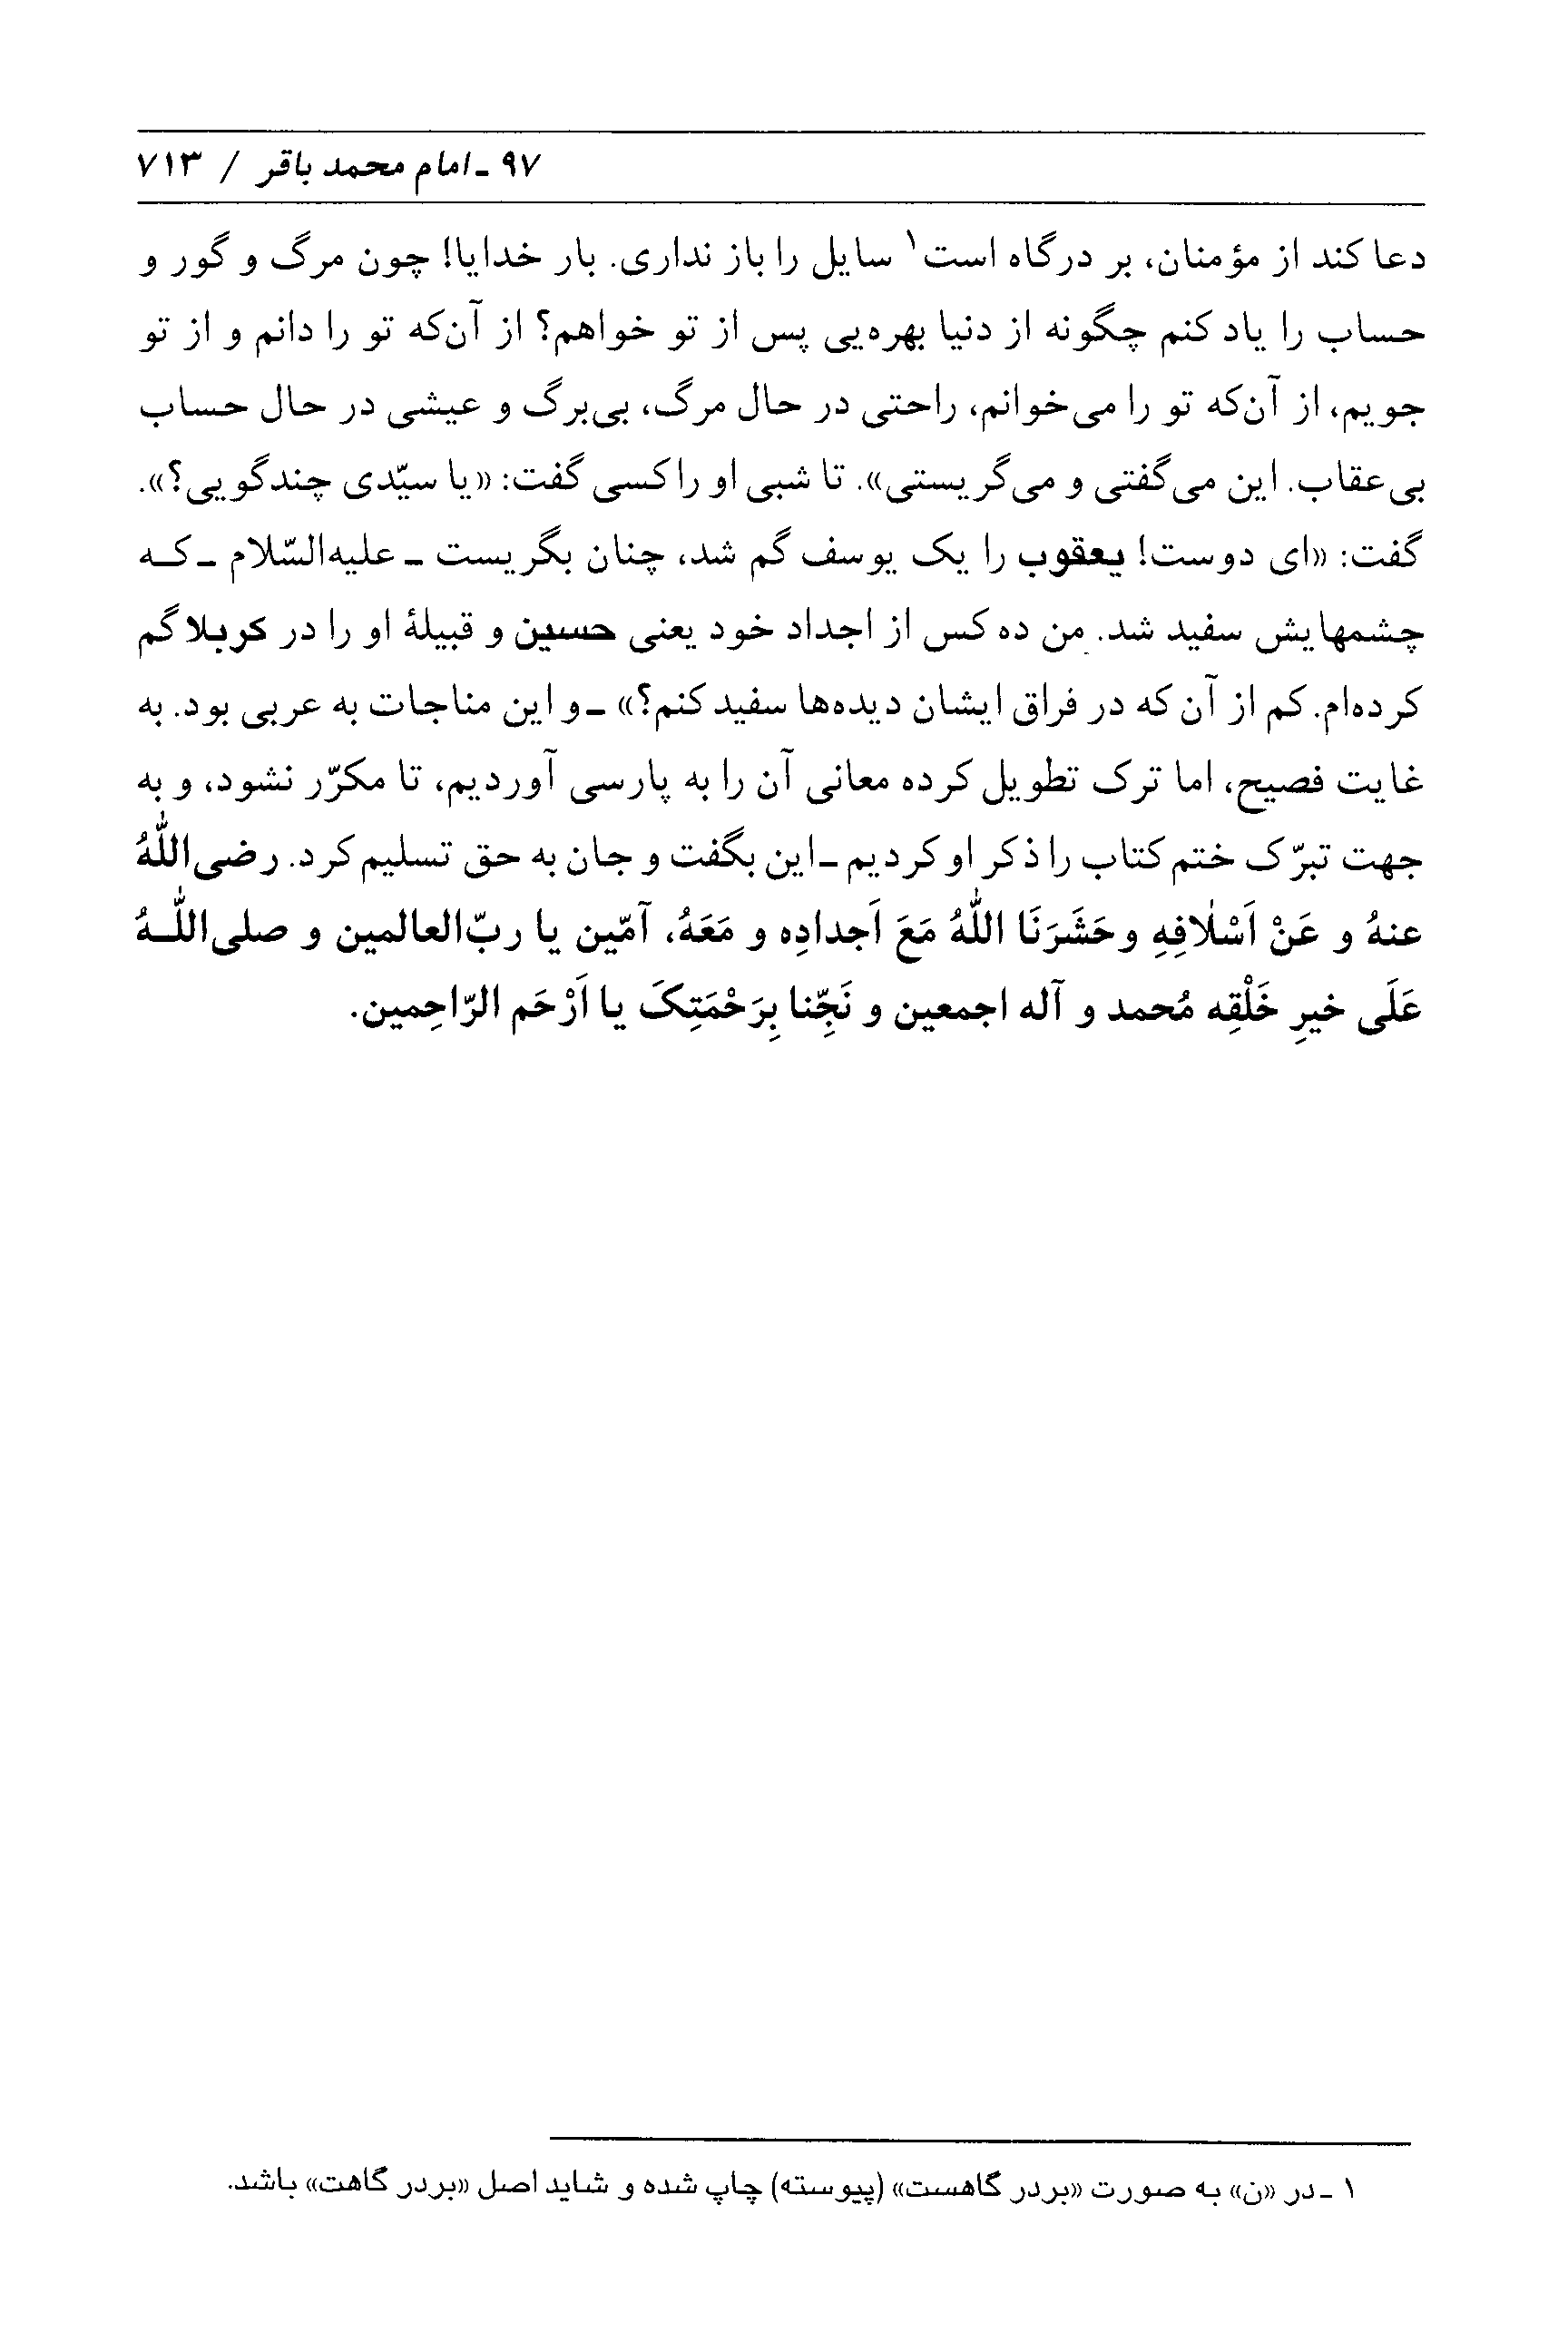 ۹۷ ـ امام محمد باقر / ۷۱۳
دعا کند از مؤمنان، بر درگاه است۱ سایل را باز نداری. بار خدایا! چون مرگ و گور و
حساب را یاد کنم چگونه از دنیا بهره‌یی پس از تو خواهم؟ از آن‌که تو را دانم و از تو
جویم، از آن‌که تو را می‌خوانم، راحتی در حال مرگ، بی‌برگ و عیشی در حال حساب
بی‌عقاب. این می‌گفتی و می‌گریستی». تا شبی او را کسی گفت: «یا سیّدی چندگویی؟».
گفت: «ای دوست! یعقوب را یک یوسف گم شد، چنان بگریست ـ علیه‌السّلام ـ کـه
چشمهایش سفید شد. من ده کس از اجداد خود یعنی حسین و قبیلهٔ او را در کربلا گم
کرده‌ام. کم از آن که در فراق ایشان دیده‌ها سفید کنم؟» ـ و این مناجات به عربی بود. به
غایت فصیح، اما ترک تطویل کرده معانی آن را به پارسی آوردیم، تا مکرّر نشود، و به
جهت تبرّک ختم کتاب را ذکر او کردیم ـ این بگفت و جان به حق تسلیم کرد. رضی‌اللّٰهُ
عنهُ و عَنْ اَسْلٰافِهِ وحَشَرَنَا اللّٰهُ مَعَ اَجدادِه و مَعَهُ، آمّین یا ربّ‌العالمین و صلی‌اللّـهُ
عَلَی خیرِ خَلْقِه مُحمد و آله اجمعین و نَجِّنا بِرَحْمَتِکَ یا اَرْحَم الرّاحِمین.
۱ ـ در «ن» به صورت «بردر گاهست» (پیوسته) چاپ شده و شاید اصل «بردر گاهت» باشد.